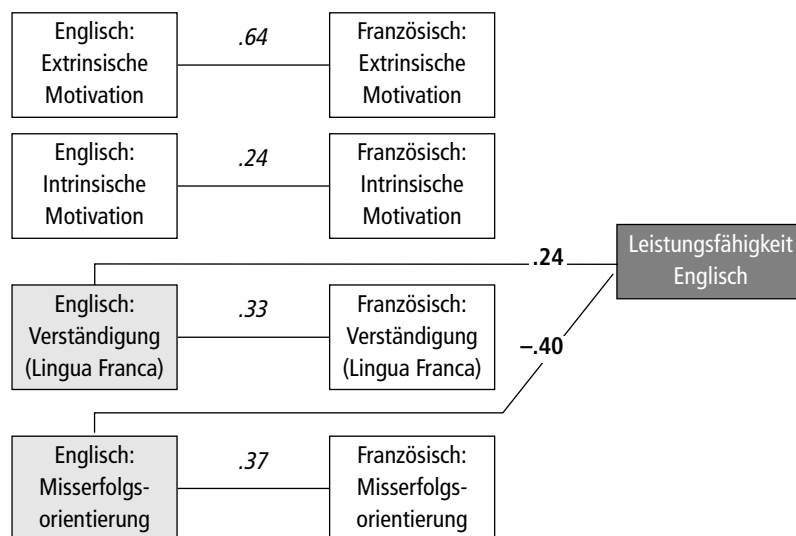 Englisch:
Extrinsische
Motivation
.64
Französisch:
Extrinsische
Motivation
Englisch:
Intrinsische
Motivation
.24
Französisch:
Intrinsische
Motivation
Leistungsfähigkeit
Englisch
.24
Englisch:
Verständigung
(Lingua Franca)
.33
Französisch:
Verständigung
(Lingua Franca)
–.40
Englisch:
Misserfolgs-
orientierung
.37
Französisch:
Misserfolgs-
orientierung